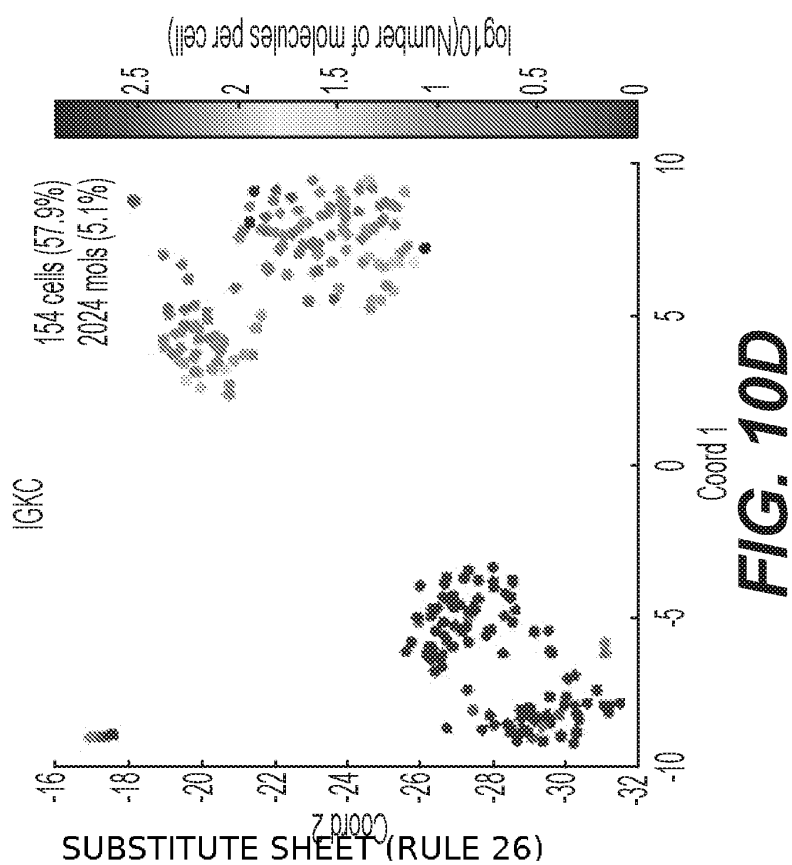 IGKC
154 cells (57.9%)
2024 mols (5.1%)
-16
-18
-20
-22
-24
-26
-28
-30
-32
Coord 2
-10
-5
0
5
10
Coord 1
2.5
2
1.5
1
0.5
0
log10(Number of molecules per cell)
FIG. 10D
SUBSTITUTE SHEET (RULE 26)